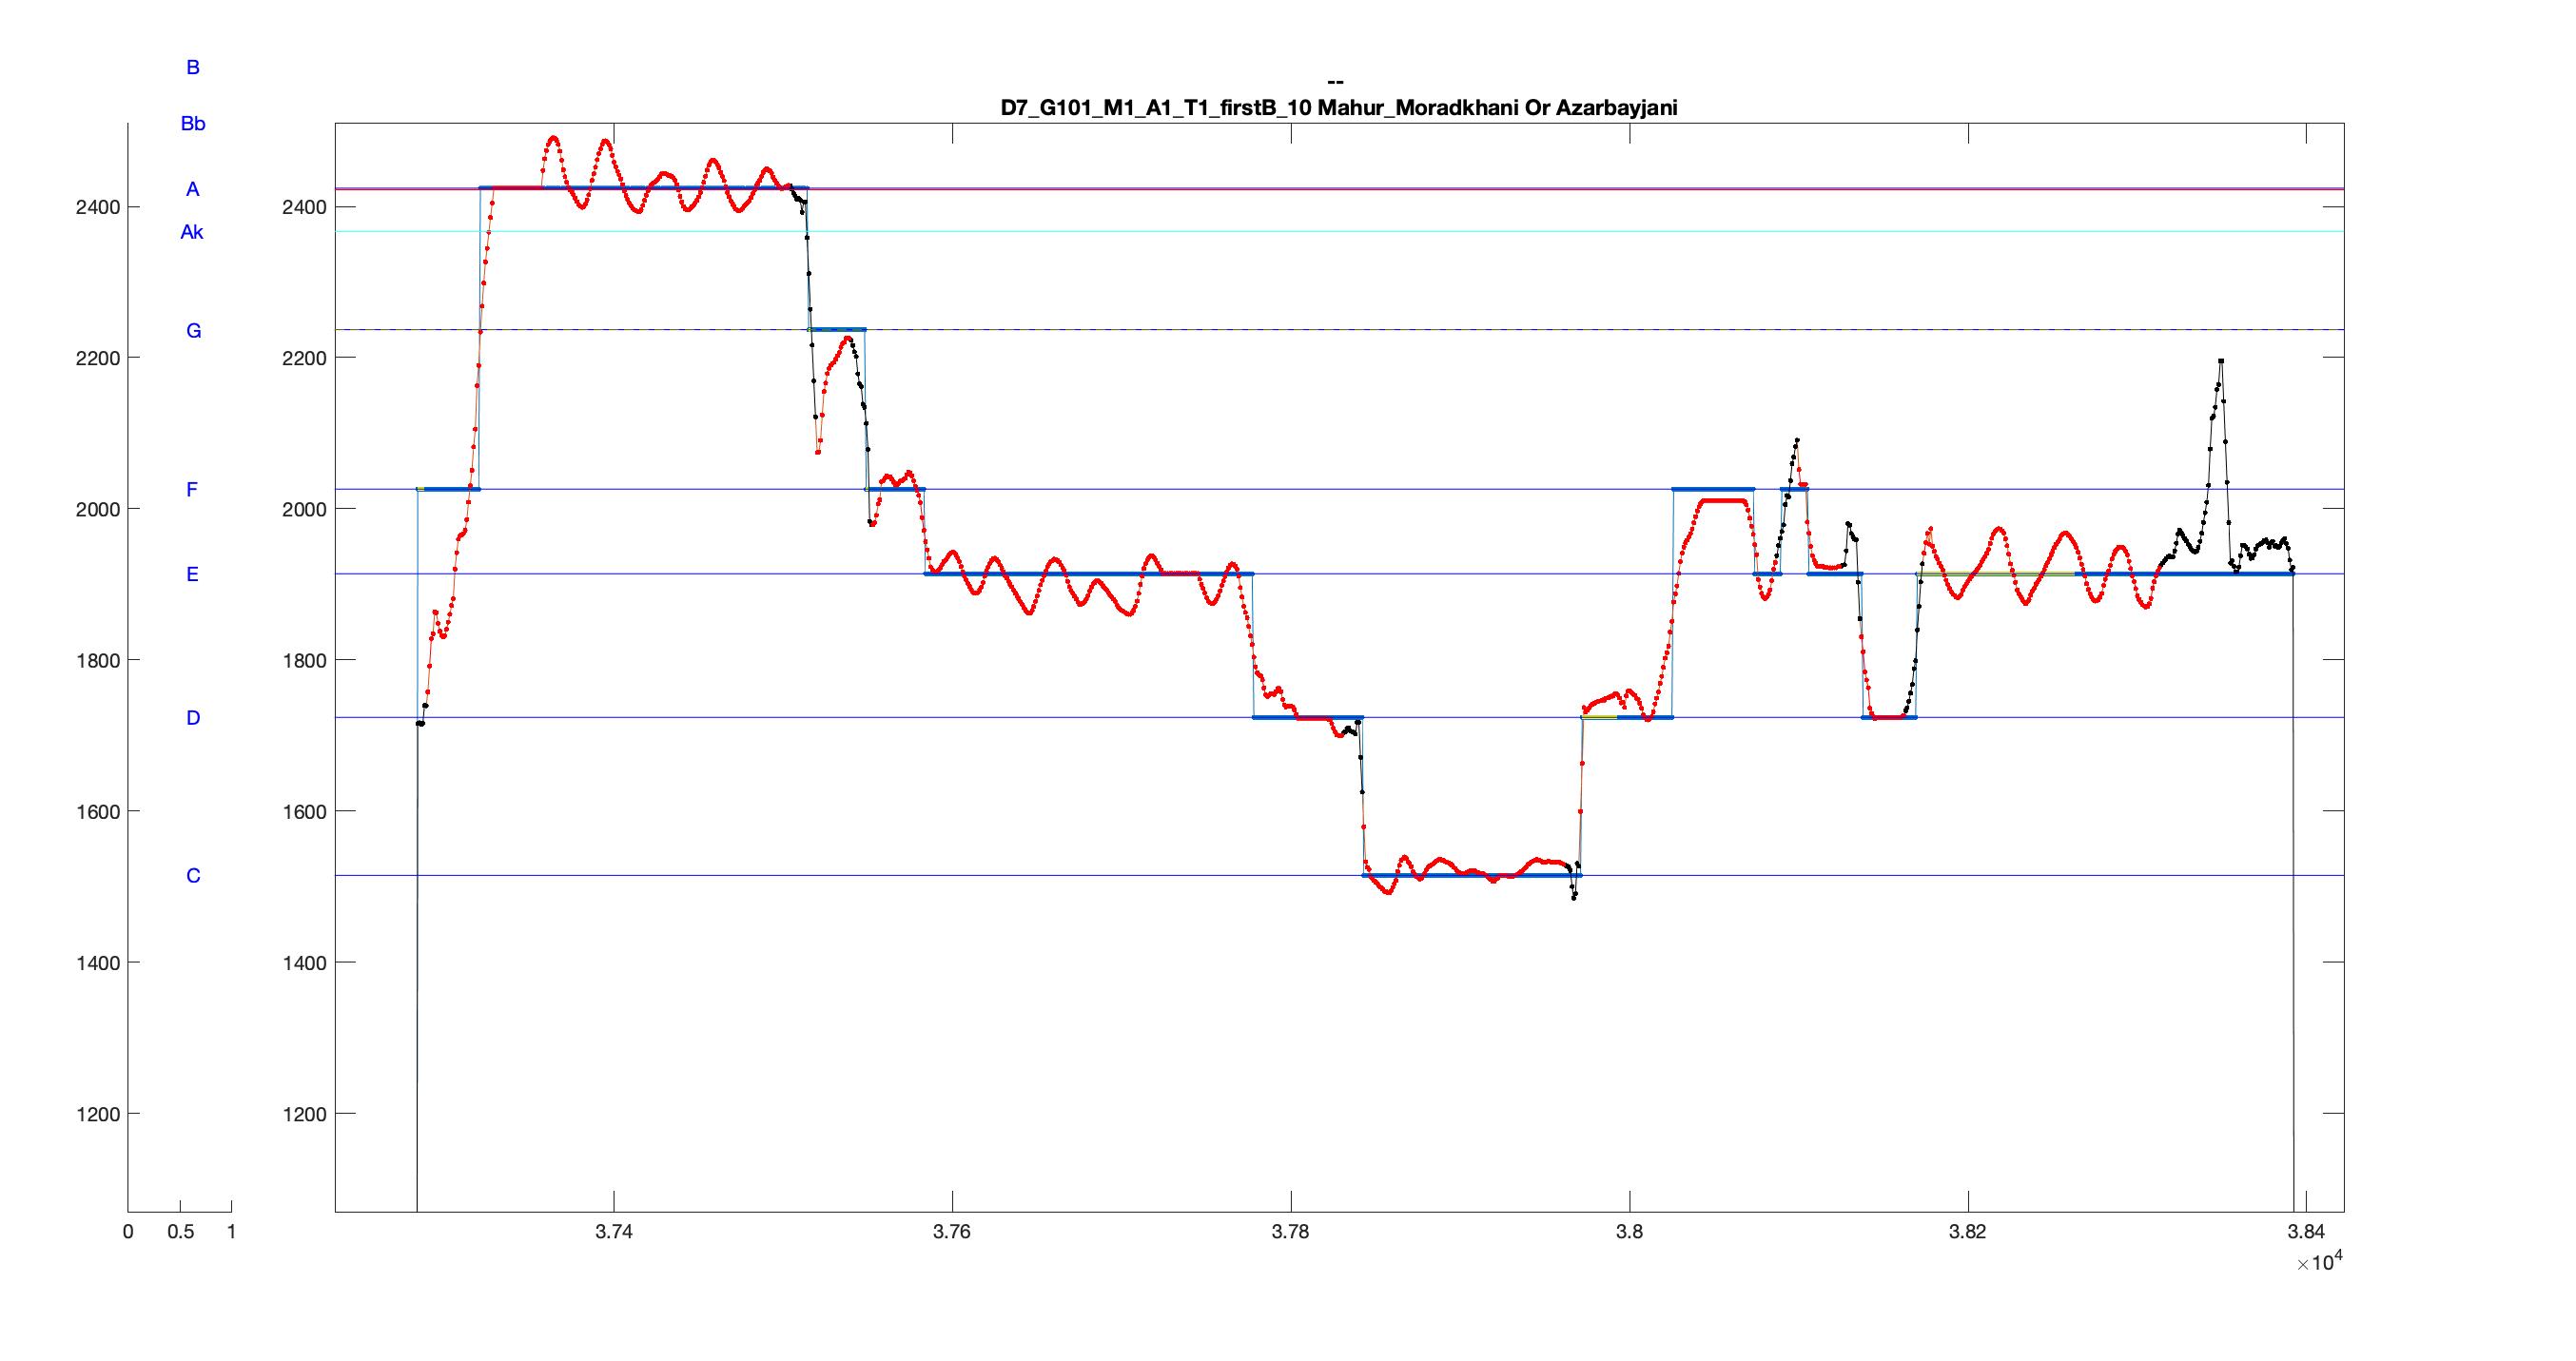 --
D7_G101_M1_A1_T1_firstB_10 Mahur_Moradkhani Or Azarbayjani
B
Bb
A
Ak
G
F
E
D
C
2400
2200
2000
1800
1600
1400
1200
0 0.5 1
2400
2200
2000
1800
1600
1400
1200
3.74 3.76 3.78 3.8 3.82 3.84
×10⁴